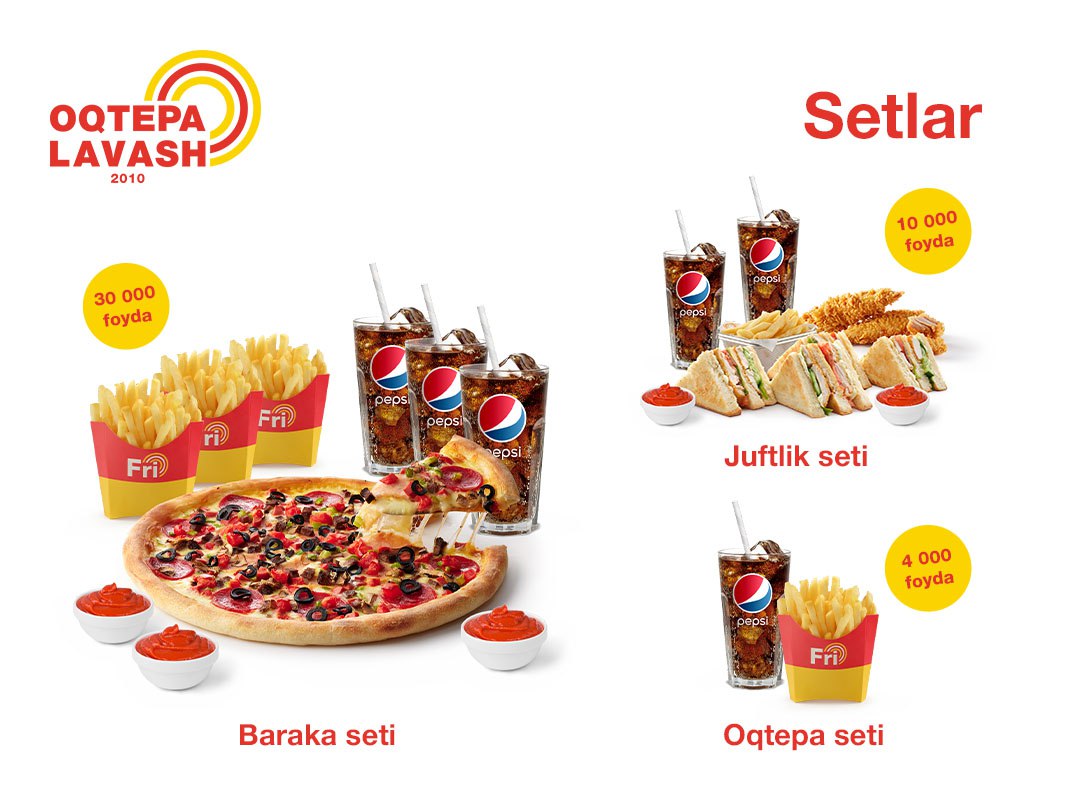 OQTEPA
LAVASH
2010
Setlar
30 000
foyda
Fri
ri
Fri
pepsi
pepsi
pepsi
Baraka seti
10 000
foyda
pepsi
pepsi
Juftlik seti
4 000
foyda
pepsi
Fri
Oqtepa seti